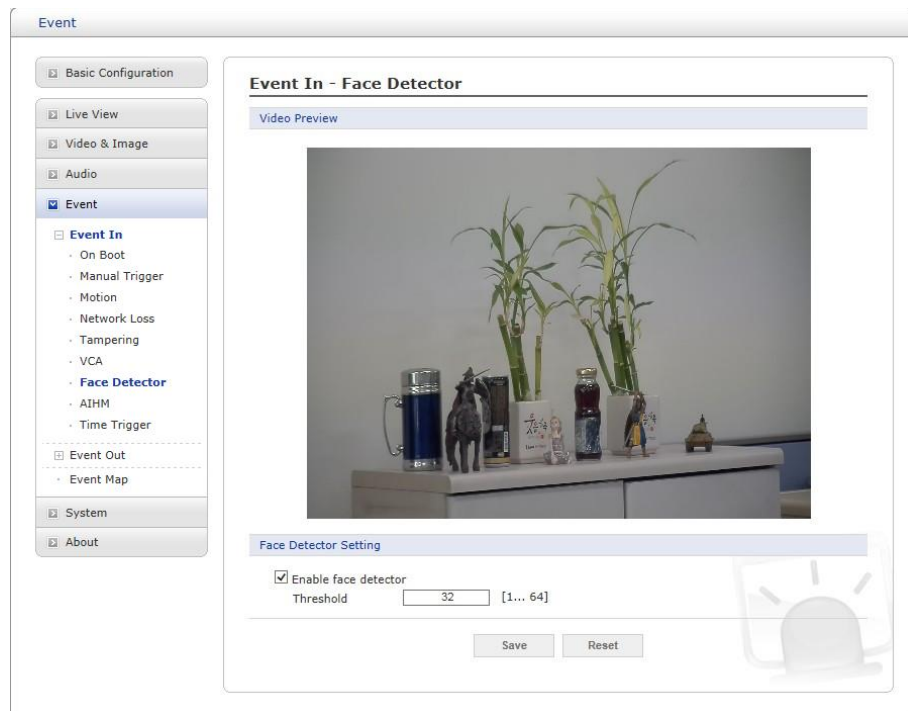 Event
Basic Configuration
Live View
Video & Image
Audio
Event
Event In
On Boot
Manual Trigger
Motion
Network Loss
Tampering
VCA
Face Detector
AIHM
Time Trigger
Event Out
Event Map
System
About
Event In - Face Detector
Video Preview
Face Detector Setting
Enable face detector
Threshold 32 [1... 64]
Save Reset